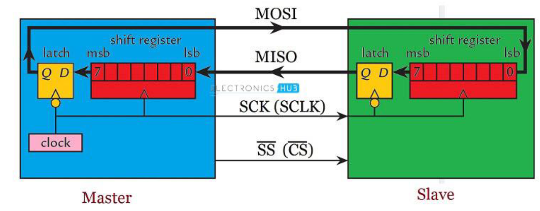 MOSI
shift register
latch
msb
lsb
Q D
7
0
MISO
shift register
latch
msb
lsb
Q D
7
0
ELECTRONICS HUB
SCK (SCLK)
clock
SS (CS)
Master
Slave